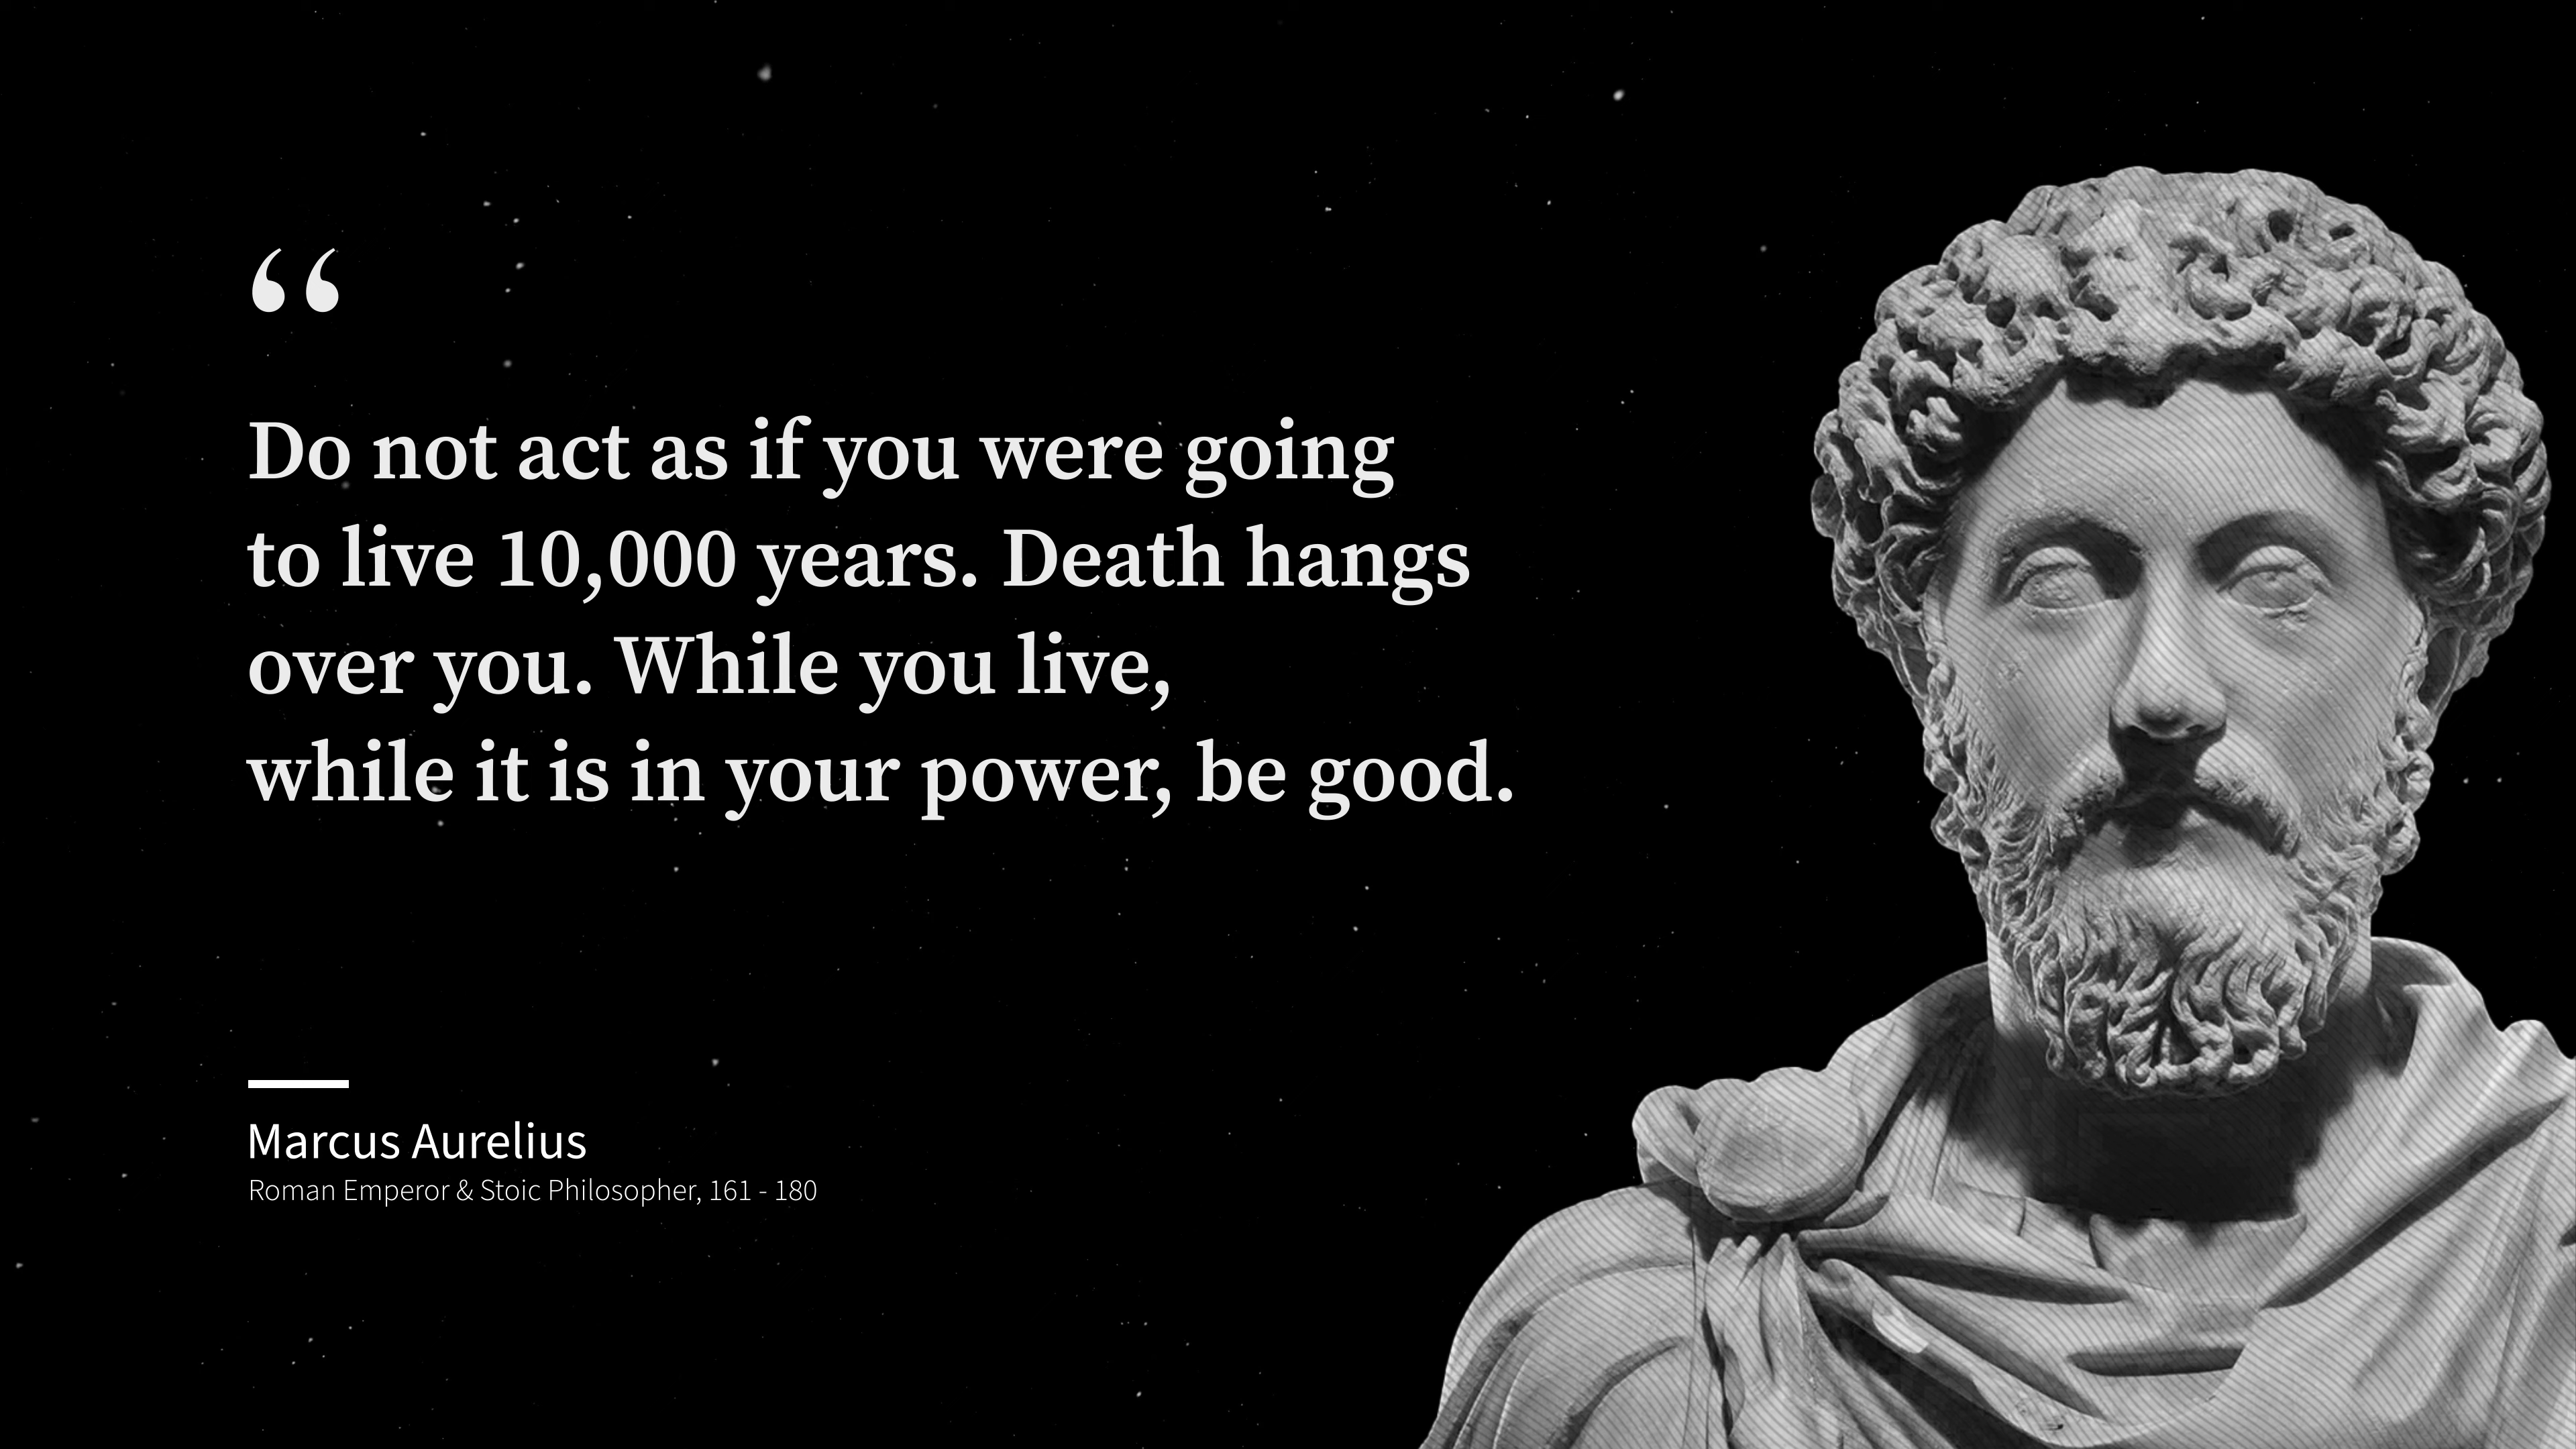 “
Do not act as if you were going
to live 10,000 years. Death hangs
over you. While you live,
while it is in your power, be good.
Marcus Aurelius
Roman Emperor & Stoic Philosopher, 161 - 180